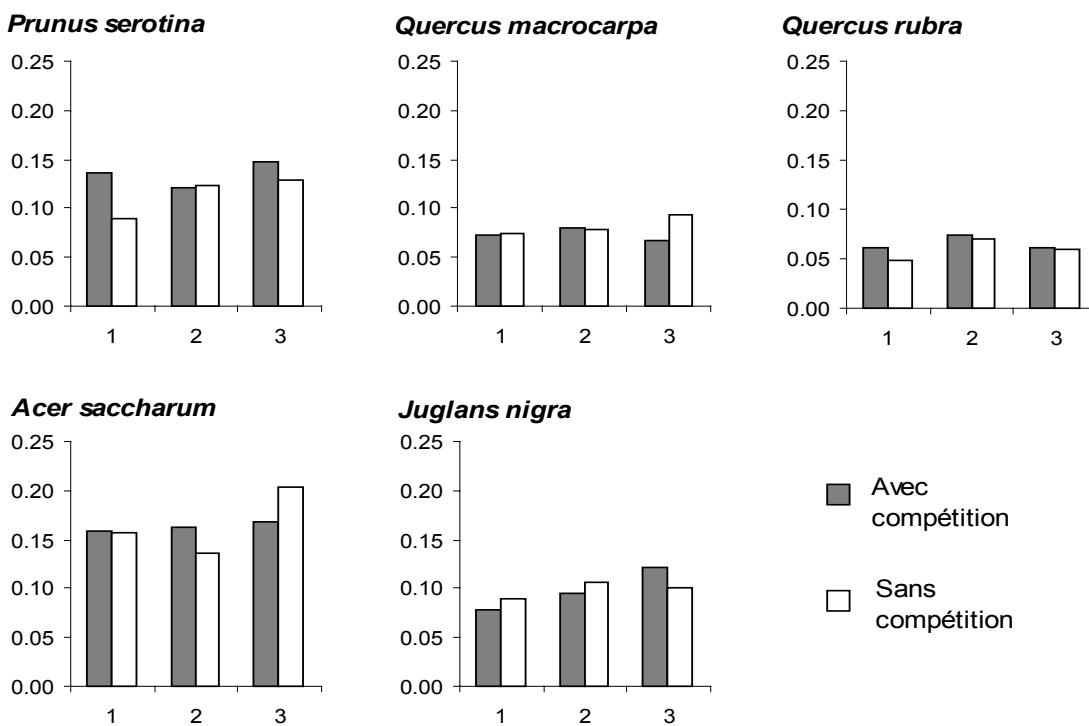 Prunus serotina
0.25
0.20
0.15
0.10
0.05
0.00
1 2 3
Quercus macrocarpa
0.25
0.20
0.15
0.10
0.05
0.00
1 2 3
Quercus rubra
0.25
0.20
0.15
0.10
0.05
0.00
1 2 3
Acer saccharum
0.25
0.20
0.15
0.10
0.05
0.00
1 2 3
Juglans nigra
0.25
0.20
0.15
0.10
0.05
0.00
1 2 3
Avec
compétition
Sans
compétition